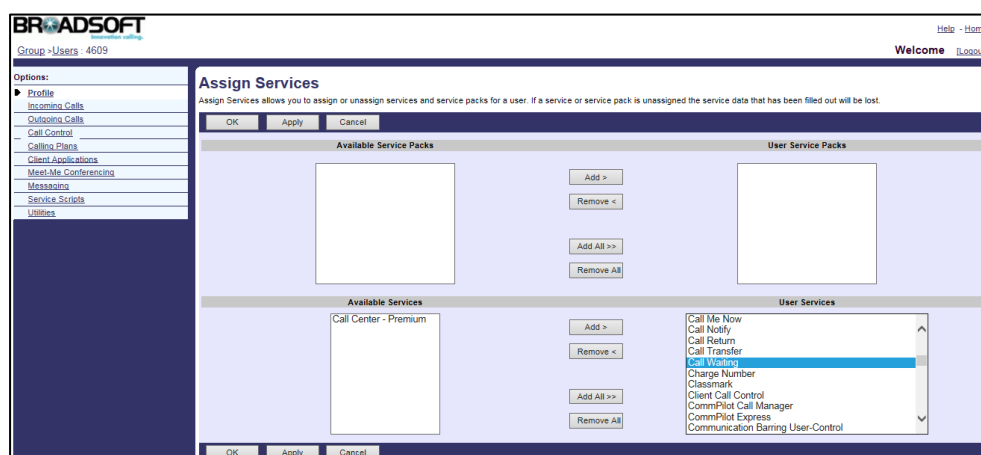 BROADSOFT
Innovation calling.
Help - Hom
Group >Users : 4609
Welcome [Logou
Options:
Profile
Incoming Calls
Outgoing Calls
Call Control
Calling Plans
Client Applications
Meet-Me Conferencing
Messaging
Service Scripts
Utilities
Assign Services
Assign Services allows you to assign or unassign services and service packs for a user. If a service or service pack is unassigned the service data that has been filled out will be lost.
OK Apply Cancel
Available Service Packs User Service Packs
Add >
Remove <
Add All >>
Remove All
Available Services User Services
Call Center - Premium
Add >
Remove <
Add All >>
Remove All
Call Me Now
Call Notify
Call Return
Call Transfer
Call Waiting
Charge Number
Classmark
Client Call Control
CommPilot Call Manager
CommPilot Express
Communication Barring User-Control
OK Apply Cancel